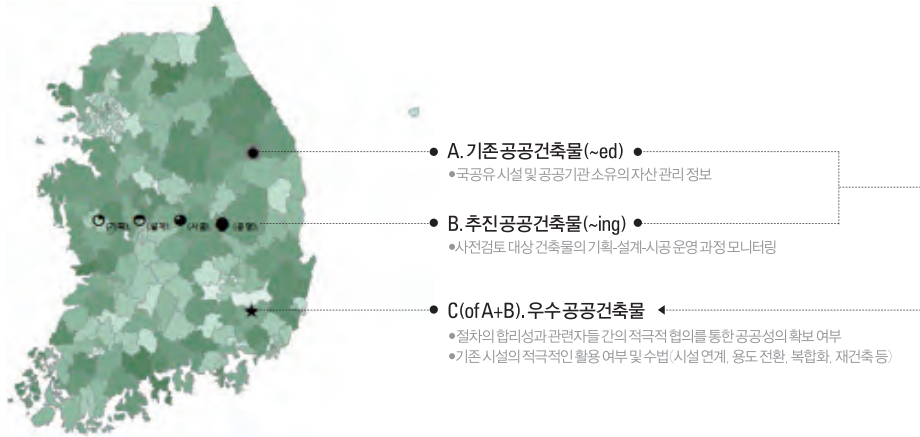 A. 기존 공공건축물(~ed)
•국공유 시설 및 공공기관 소유의 자산 관리 정보
B. 추진 공공건축물(~ing)
(기획), (설계), (시공), (운영),
•사전검토 대상 건축물의 기획-설계-시공 운영 과정 모니터링
C(of A+B). 우수 공공건축물
•절차의 합리성과 관련자들 간의 적극적 협의를 통한 공공성의 확보 여부
•기존 시설의 적극적인 활용 여부 및 수법(시설 연계, 용도 전환, 복합화, 재건축 등)